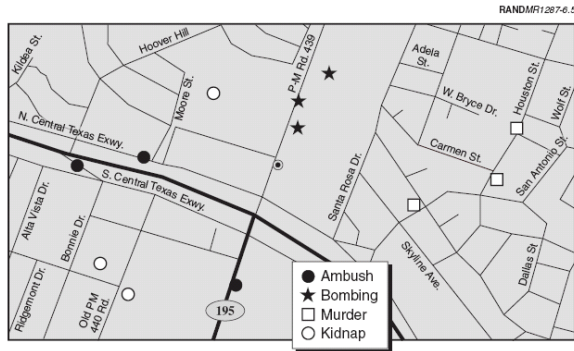 RANDMR1287-6.5
Kildea St.
Hoover Hill
Moore St.
P-M Rd. 439
Adela
St.
W. Bryce Dr.
Houston St.
Wolf St.
N. Central Texas Exwy.
S. Central Texas Exwy.
Carmen St.
San Antonio St.
Alta Vista Dr.
Bonnie Dr.
Santa Rosa Dr.
Skyline Ave.
Dallas St
Ridgemont Dr.
Old PM
440 Rd.
195
Ambush
Bombing
Murder
Kidnap